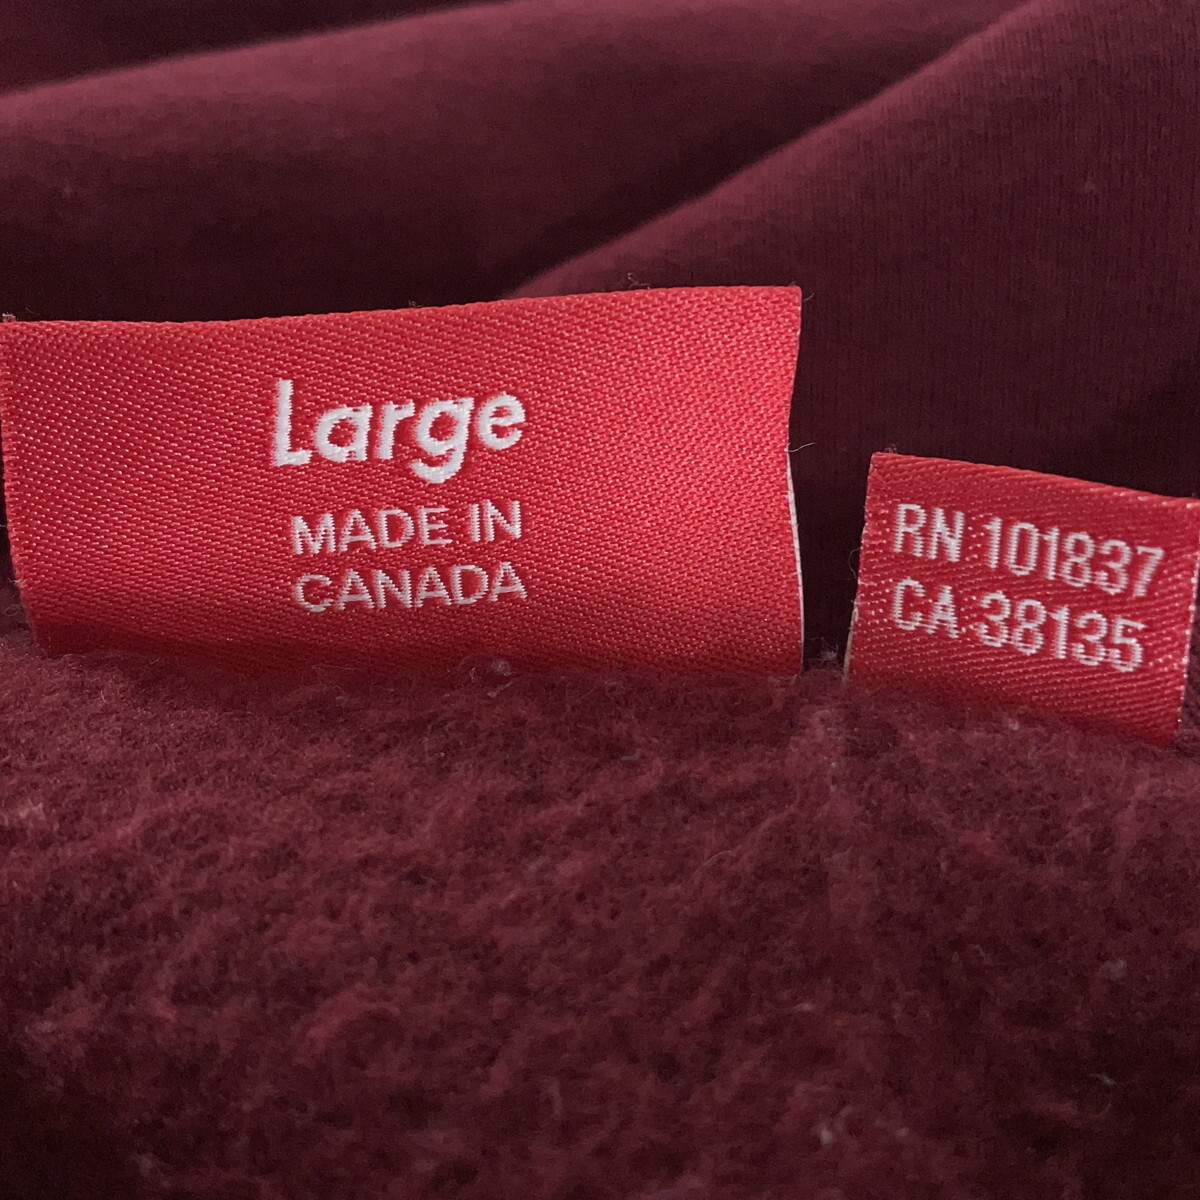 Large
MADE IN
CANADA
RN 101837
CA 38135